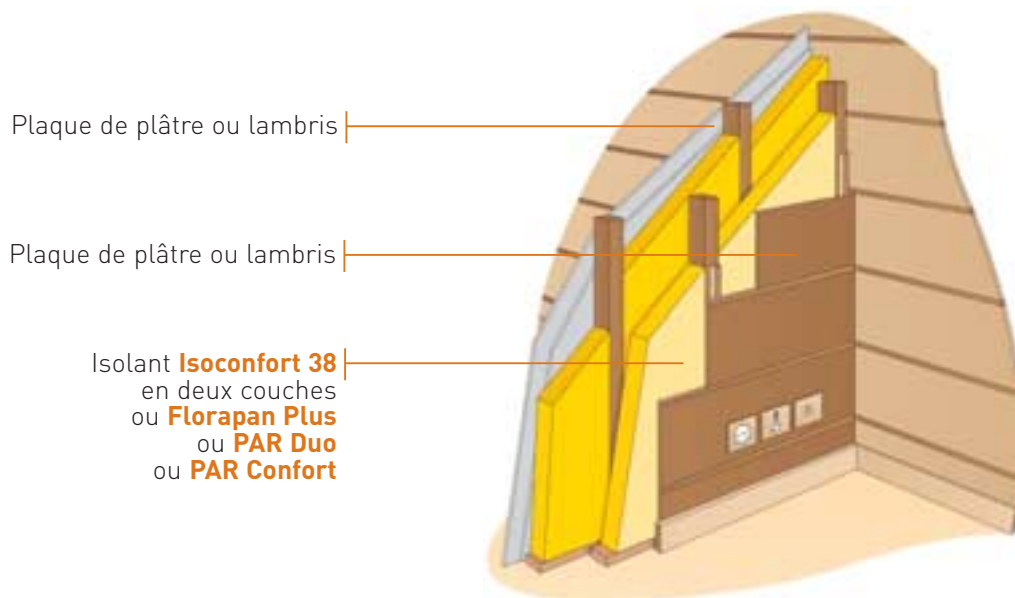 Plaque de plâtre ou lambris
Plaque de plâtre ou lambris
Isolant Isoconfort 38
en deux couches
ou Florapan Plus
ou PAR Duo
ou PAR Confort